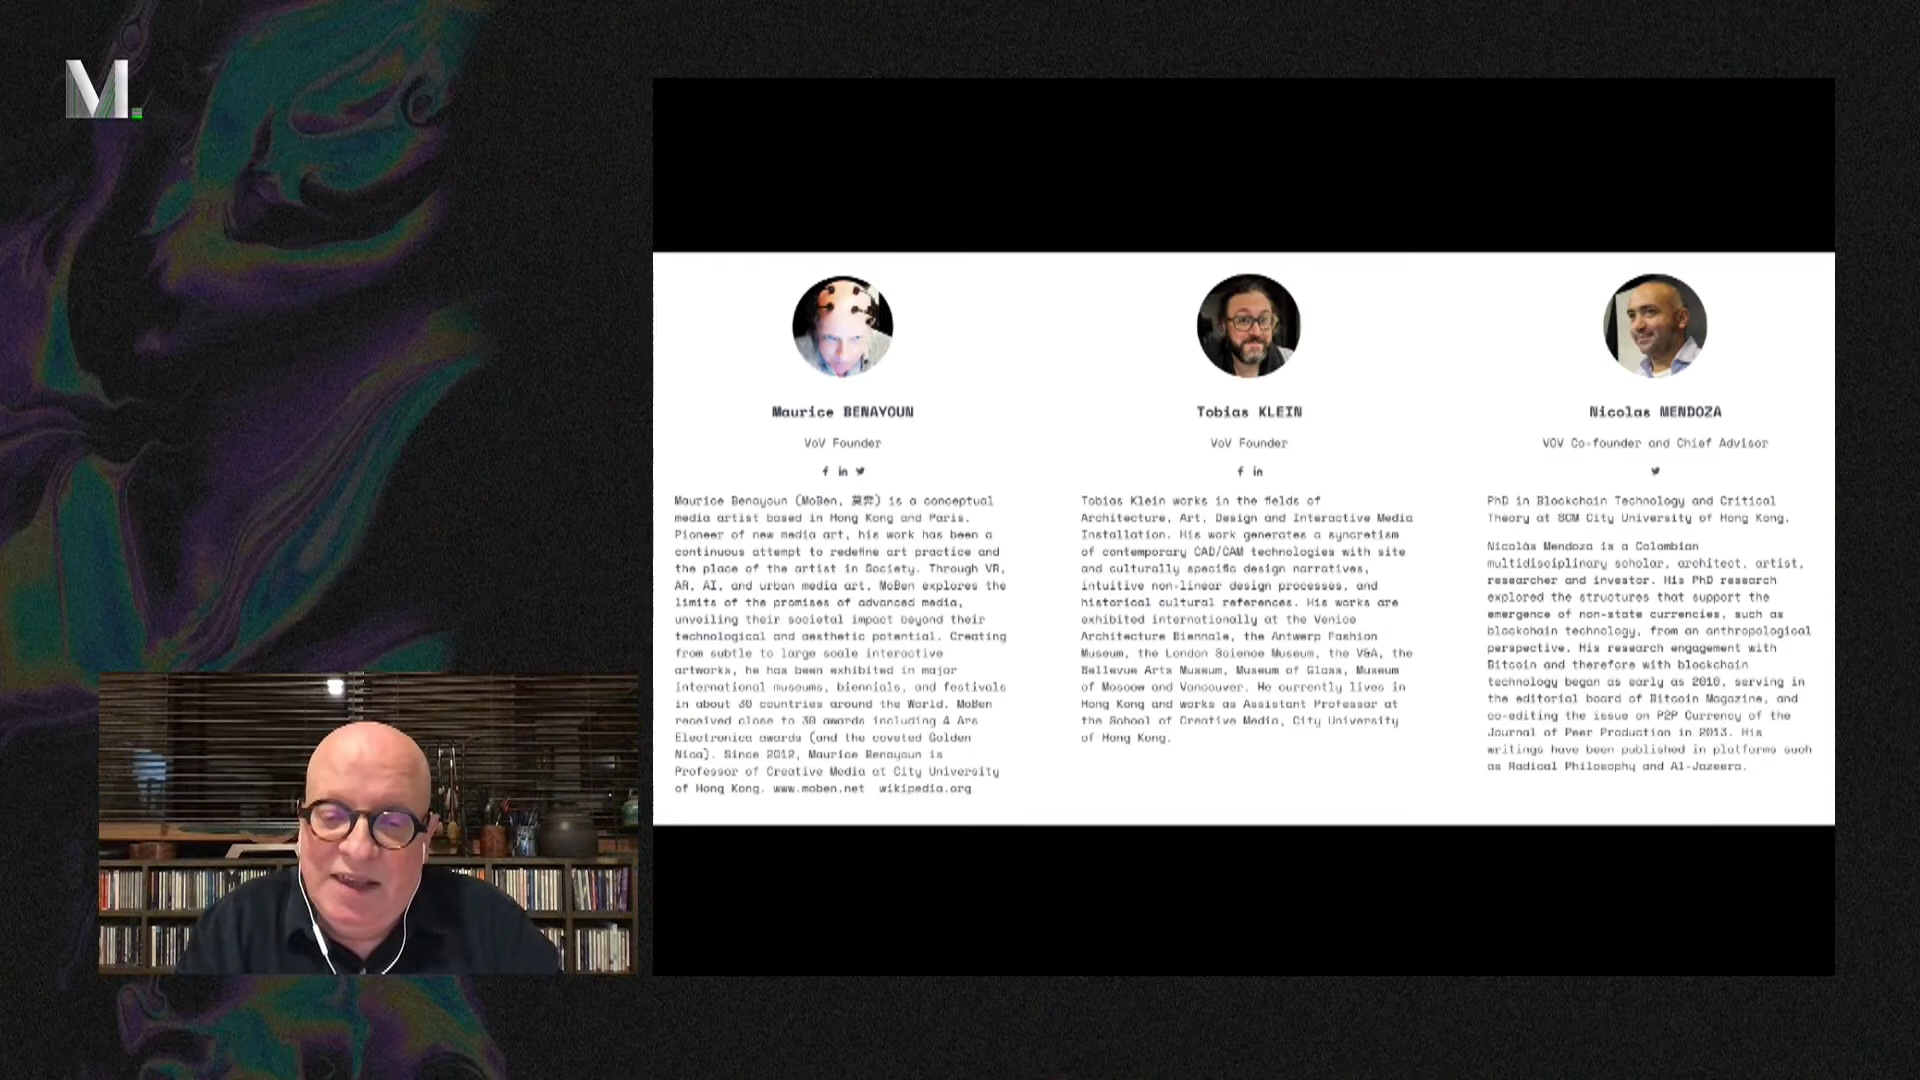 M.
Maurice BENAYOUN
VoV Founder
Maurice Benayoun (MoBen, 莫奔) is a conceptual
media artist based in Hong Kong and Paris.
Pioneer of new media art, his work has been a
continuous attempt to redefine art practice and
the place of the artist in Society. Through VR,
AR, AI, and urban media art, MoBen explores the
limits of the promises of advanced media,
unveiling their societal impact beyond their
technological and aesthetic potential. Creating
from subtle to large scale interactive
artworks, he has been exhibited in major
international museums, biennials, and festivals
in about 30 countries around the World. MoBen
received close to 30 awards including 4 Ars
Electronica awards (and the coveted Golden
Nica). Since 2012, Maurice Benayoun is
Professor of Creative Media at City University
of Hong Kong. www.moben.net wikipedia.org
Tobias KLEIN
VoV Founder
Tobias Klein works in the fields of
Architecture, Art, Design and Interactive Media
Installation. His work generates a syncretism
of contemporary CAD/CAM technologies with site
and culturally specific design narratives,
intuitive non-linear design processes, and
historical cultural references. His works are
exhibited internationally at the Venice
Architecture Biennale, the Antwerp Fashion
Museum, the London Science Museum, the V&A, the
Bellevue Arts Museum, Museum of Glass, Museum
of Moscow and Vancouver. He currently lives in
Hong Kong and works as Assistant Professor at
the School of Creative Media, City University
of Hong Kong.
Nicolas MENDOZA
VOV Co-founder and Chief Advisor
PhD in Blockchain Technology and Critical
Theory at SCM City University of Hong Kong.
Nicolás Mendoza is a Colombian
multidisciplinary scholar, architect, artist,
researcher and investor. His PhD research
explored the structures that support the
emergence of non-state currencies, such as
blockchain technology, from an anthropological
perspective. His research engagement with
Bitcoin and therefore with blockchain
technology began as early as 2010, serving in
the editorial board of Bitcoin Magazine, and
co-editing the issue on P2P Currency of the
Journal of Peer Production in 2013. His
writings have been published in platforms such
as Radical Philosophy and Al-Jazeera.